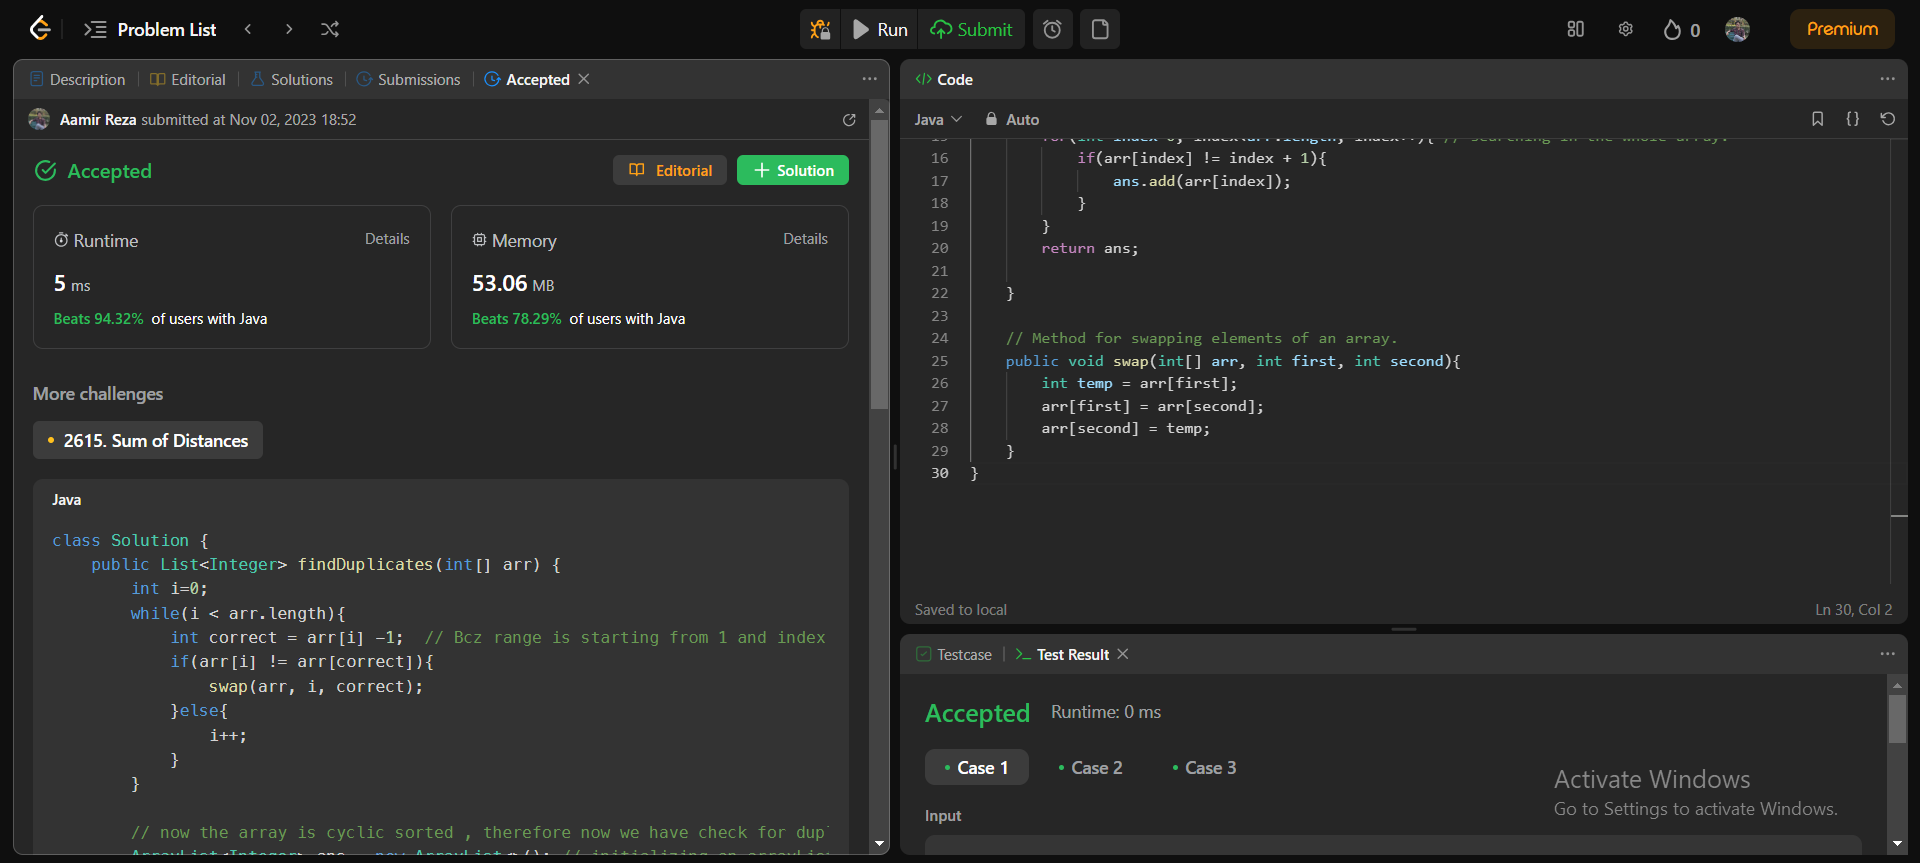 Problem List
Run
Submit
0
Premium
Description
Editorial
Solutions
Submissions
Accepted
Aamir Reza submitted at Nov 02, 2023 18:52
Accepted
Editorial
Solution
Runtime
Details
5 ms
Beats 94.32% of users with Java
Memory
Details
53.06 MB
Beats 78.29% of users with Java
More challenges
2615. Sum of Distances
Java
class Solution {
    public List<Integer> findDuplicates(int[] arr) {
        int i=0;
        while(i < arr.length){
            int correct = arr[i] -1;  // Bcz range is starting from 1 and index
            if(arr[i] != arr[correct]){
                swap(arr, i, correct);
            }else{
                i++;
            }
        }
        // now the array is cyclic sorted , therefore now we have check for dup
</> Code
Java
Auto
16             if(arr[index] != index + 1){
17                 ans.add(arr[index]);
18             }
19         }
20         return ans;
21
22     }
23
24     // Method for swapping elements of an array.
25     public void swap(int[] arr, int first, int second){
26         int temp = arr[first];
27         arr[first] = arr[second];
28         arr[second] = temp;
29     }
30 }
Saved to local
Ln 30, Col 2
Testcase
Test Result
Accepted
Runtime: 0 ms
Case 1
Case 2
Case 3
Input
Activate Windows
Go to Settings to activate Windows.